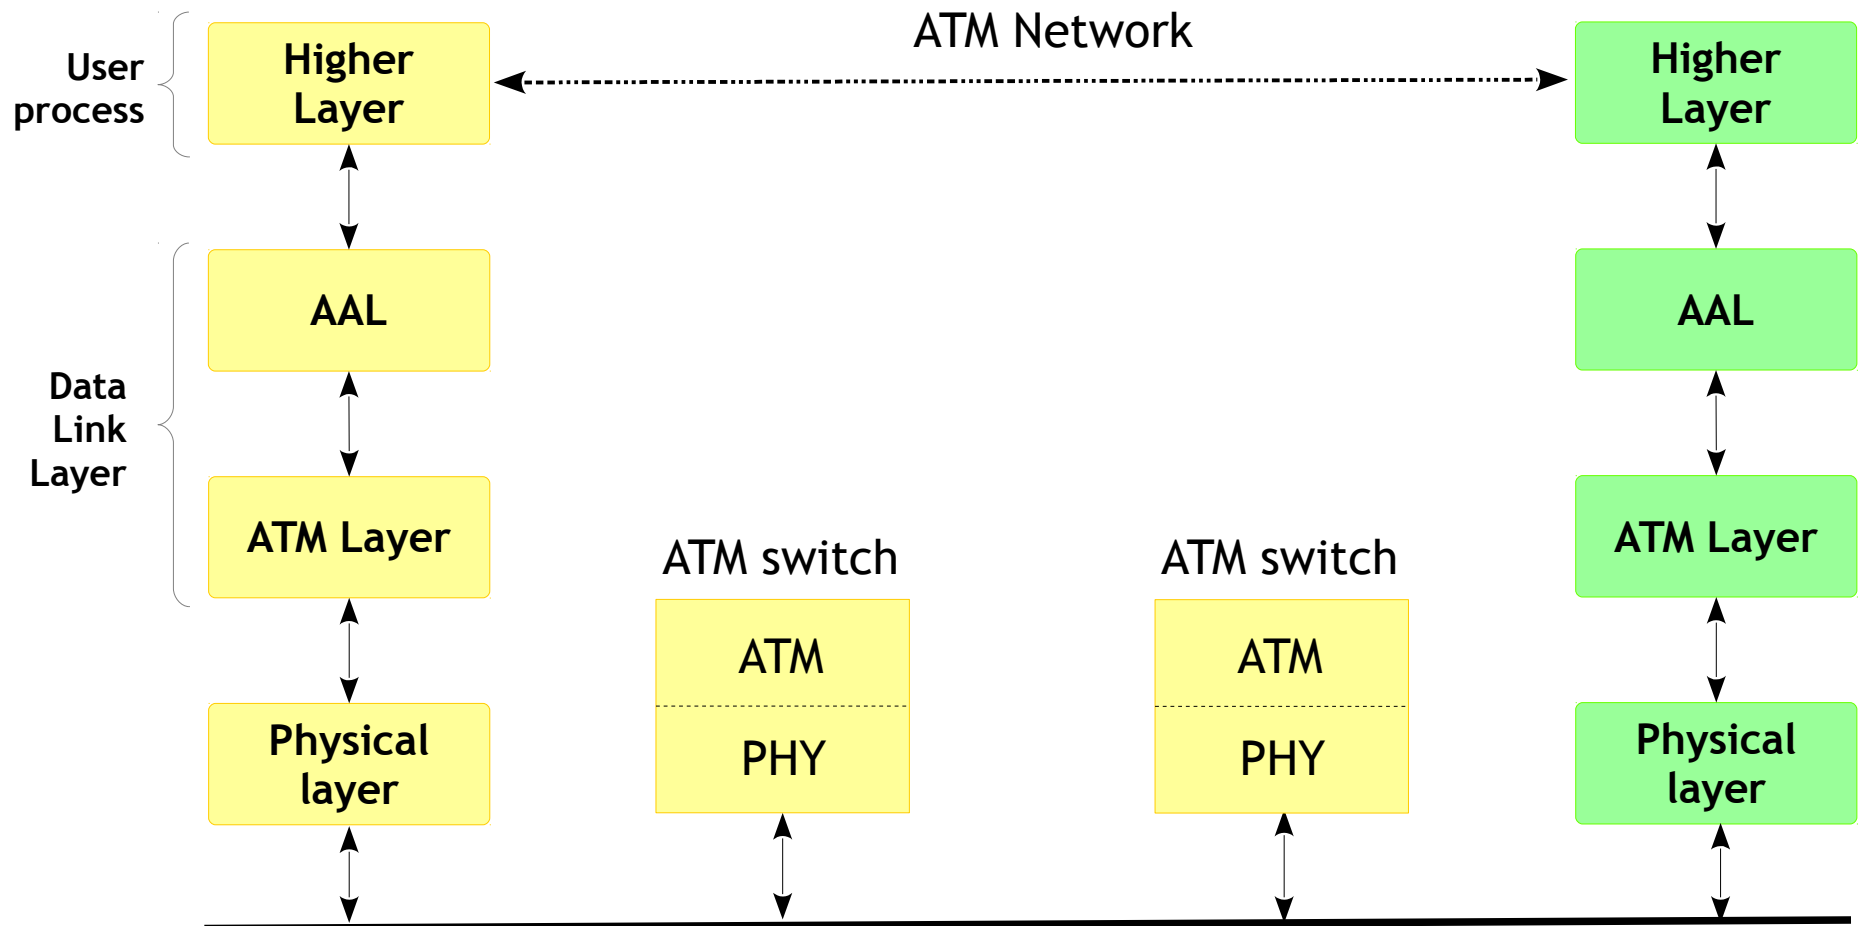 ATM Network
User
process
Higher
Layer
Higher
Layer
AAL
AAL
Data
Link
Layer
ATM Layer
ATM Layer
ATM switch
ATM switch
ATM
ATM
PHY
PHY
Physical
layer
Physical
layer